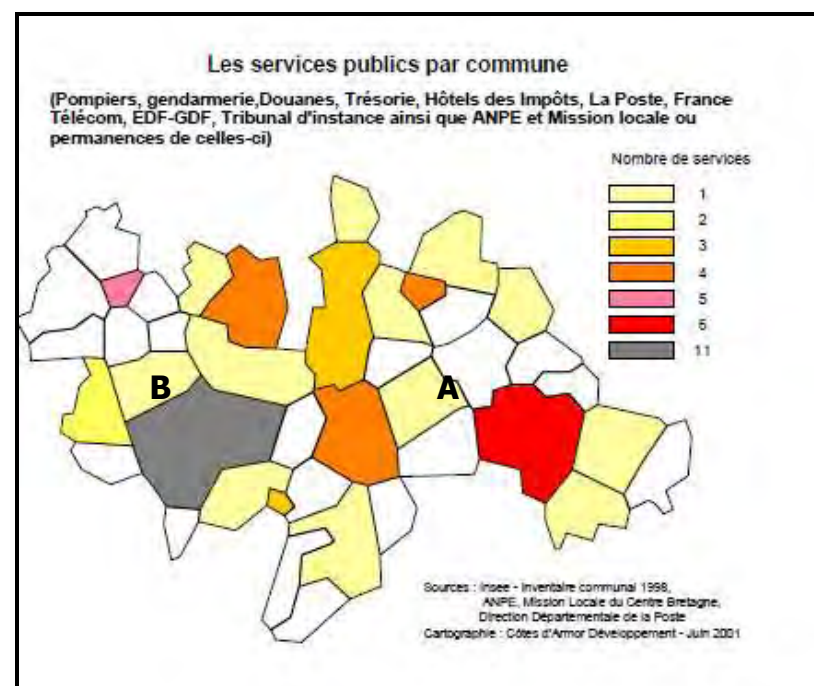 Les services publics par commune
(Pompiers, gendarmerie,Douanes, Trésorie, Hôtels des Impôts, La Poste, France
Télécom, EDF-GDF, Tribunal d'instance ainsi que ANPE et Mission locale ou
permanences de celles-ci)
Nombre de services
1
2
3
4
5
6
11
B
A
Sources : Insee - Inventaire communal 1998,
ANPE, Mission Locale du Centre Bretagne,
Direction Départementale de la Poste
Cartographie : Côtes d'Armor Développement - Juin 2001